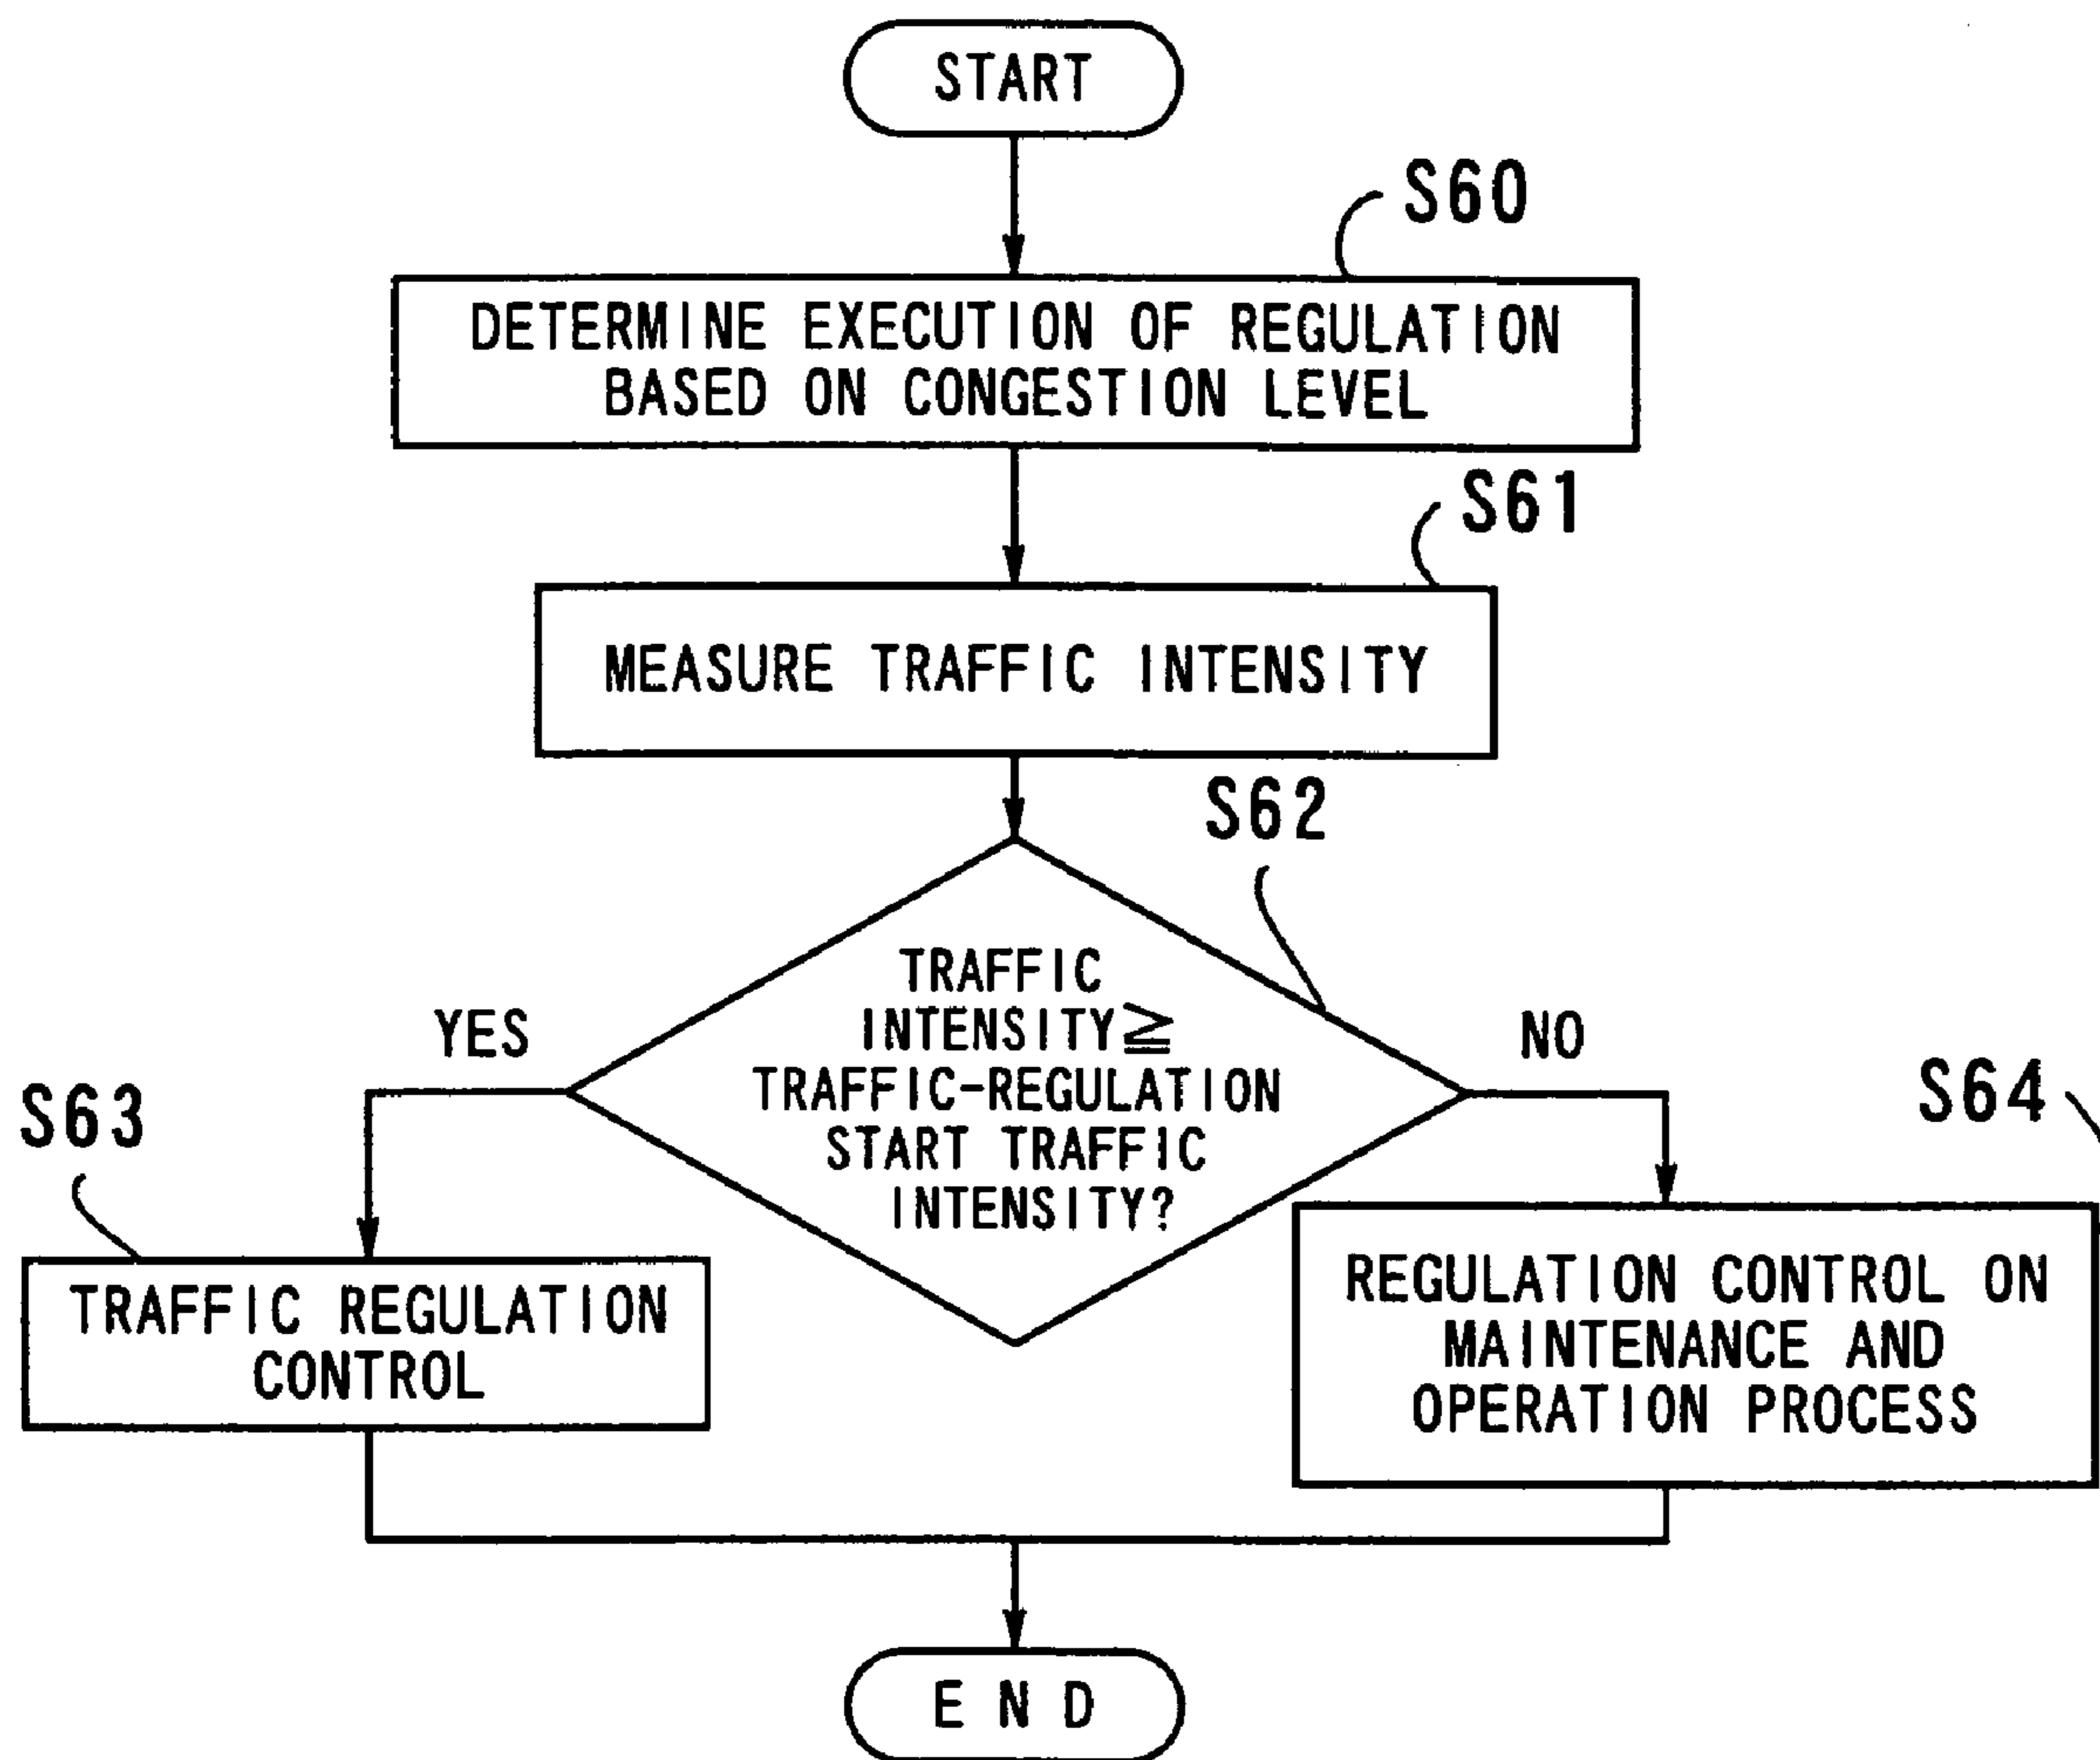 START
S60
DETERMINE EXECUTION OF REGULATION
BASED ON CONGESTION LEVEL
S61
MEASURE TRAFFIC INTENSITY
S62
TRAFFIC
INTENSITY≧
TRAFFIC-REGULATION
START TRAFFIC
INTENSITY?
YES
NO
S63
TRAFFIC REGULATION
CONTROL
S64
REGULATION CONTROL ON
MAINTENANCE AND
OPERATION PROCESS
END